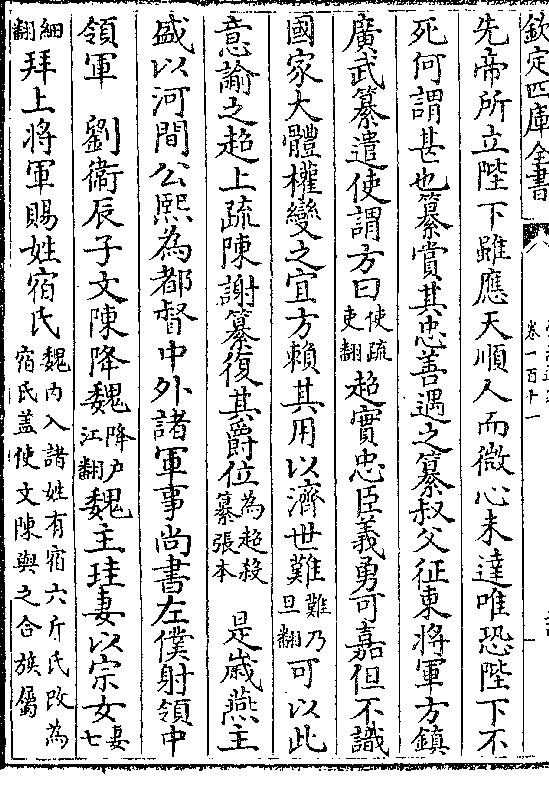 欽定四庫全書
卷一百十一
先帝所立陛下雖應天順人而微心未達唯恐陛下不
死何謂甚也纂賞其忠善遇之纂叔父征東將軍方鎮
廣武纂遣使謂方曰使疏吏翻超實忠臣義勇可嘉但不識
國家大體權變之宜方賴其用以濟世難難乃旦翻可以此
意諭之超上疏陳謝纂復其爵位為超殺纂張本 是歲燕主
盛以河間公熙為都督中外諸軍事尚書左僕射領中
領軍 劉衞辰子文陳降魏降户江翻魏主珪妻以宗女妻七
細翻拜上將軍賜姓宿氏魏内入諸姓有宿六斤氏改為宿氏盖使文陳與之合族屬